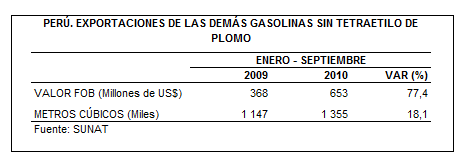 PERÚ. EXPORTACIONES DE LAS DEMÁS GASOLINAS SIN TETRAETILO DE
PLOMO
ENERO - SEPTIEMBRE
2009 2010 VAR (%)
VALOR FOB (Millones de US$) 368 653 77,4
METROS CÚBICOS (Miles) 1 147 1 355 18,1
Fuente: SUNAT